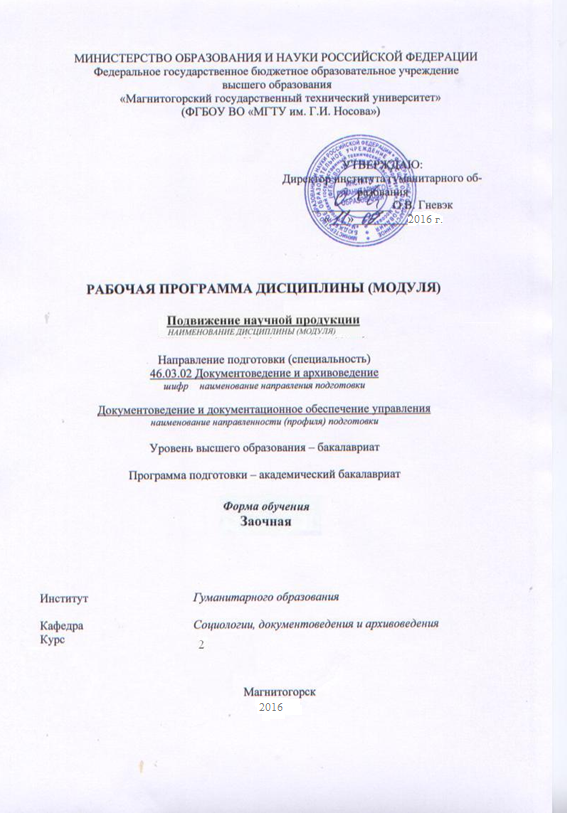 МИНИСТЕРСТВО ОБРАЗОВАНИЯ И НАУКИ РОССИЙСКОЙ ФЕДЕРАЦИИ
Федеральное государственное бюджетное образовательное учреждение
высшего образования
«Магнитогорский государственный технический университет»
(ФГБОУ ВО «МГТУ им. Г.И. Носова»)
УТВЕРЖДАЮ:
Директор института гуманитарного об-
разования
О.В. Гневэк
2016 г.
РАБОЧАЯ ПРОГРАММА ДИСЦИПЛИНЫ (МОДУЛЯ)
Подвижение научной продукции
НАИМЕНОВАНИЕ ДИСЦИПЛИНЫ (МОДУЛЯ)
Направление подготовки (специальность)
46.03.02 Документоведение и архивоведение
шифр наименование направления подготовки
Документоведение и документационное обеспечение управления
наименование направленности (профиля) подготовки
Уровень высшего образования – бакалавриат
Программа подготовки – академический бакалавриат
Форма обучения
Заочная
Институт Гуманитарного образования
Кафедра Социологии, документоведения и архивоведения
Курс 2
Магнитогорск
2016